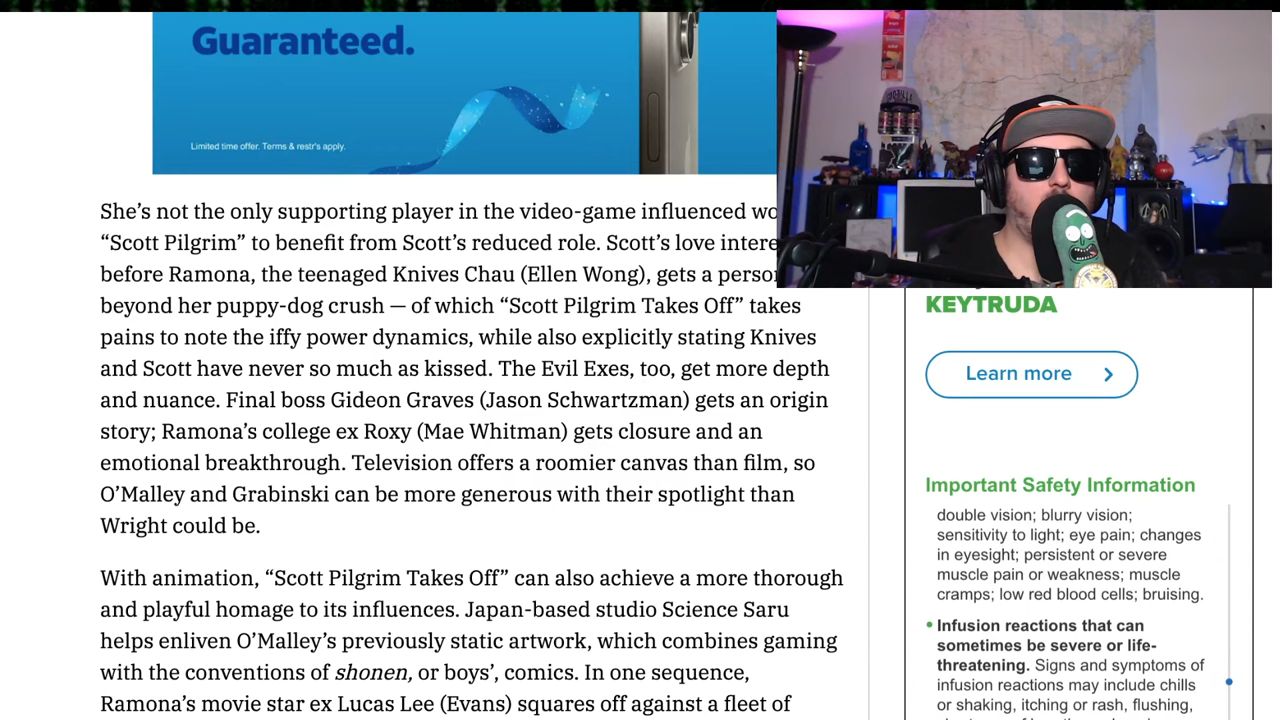 Guaranteed.
Limited time offer. Terms & restr's apply.
She’s not the only supporting player in the video-game influenced
“Scott Pilgrim” to benefit from Scott’s reduced role. Scott’s love
before Ramona, the teenaged Knives Chau (Ellen Wong), gets a
beyond her puppy-dog crush — of which “Scott Pilgrim Takes Off” takes
pains to note the iffy power dynamics, while also explicitly stating Knives
and Scott have never so much as kissed. The Evil Exes, too, get more depth
and nuance. Final boss Gideon Graves (Jason Schwartzman) gets an origin
story; Ramona’s college ex Roxy (Mae Whitman) gets closure and an
emotional breakthrough. Television offers a roomier canvas than film, so
O’Malley and Grabinski can be more generous with their spotlight than
Wright could be.
With animation, “Scott Pilgrim Takes Off” can also achieve a more thorough
and playful homage to its influences. Japan-based studio Science Saru
helps enliven O’Malley’s previously static artwork, which combines gaming
with the conventions of shonen, or boys’, comics. In one sequence,
Ramona’s movie star ex Lucas Lee (Evans) squares off against a fleet of
KEYTRUDA
Learn more
Important Safety Information
double vision; blurry vision;
sensitivity to light; eye pain; changes
in eyesight; persistent or severe
muscle pain or weakness; muscle
cramps; low red blood cells; bruising.
• Infusion reactions that can
sometimes be severe or life-
threatening. Signs and symptoms of
infusion reactions may include chills
or shaking, itching or rash, flushing,